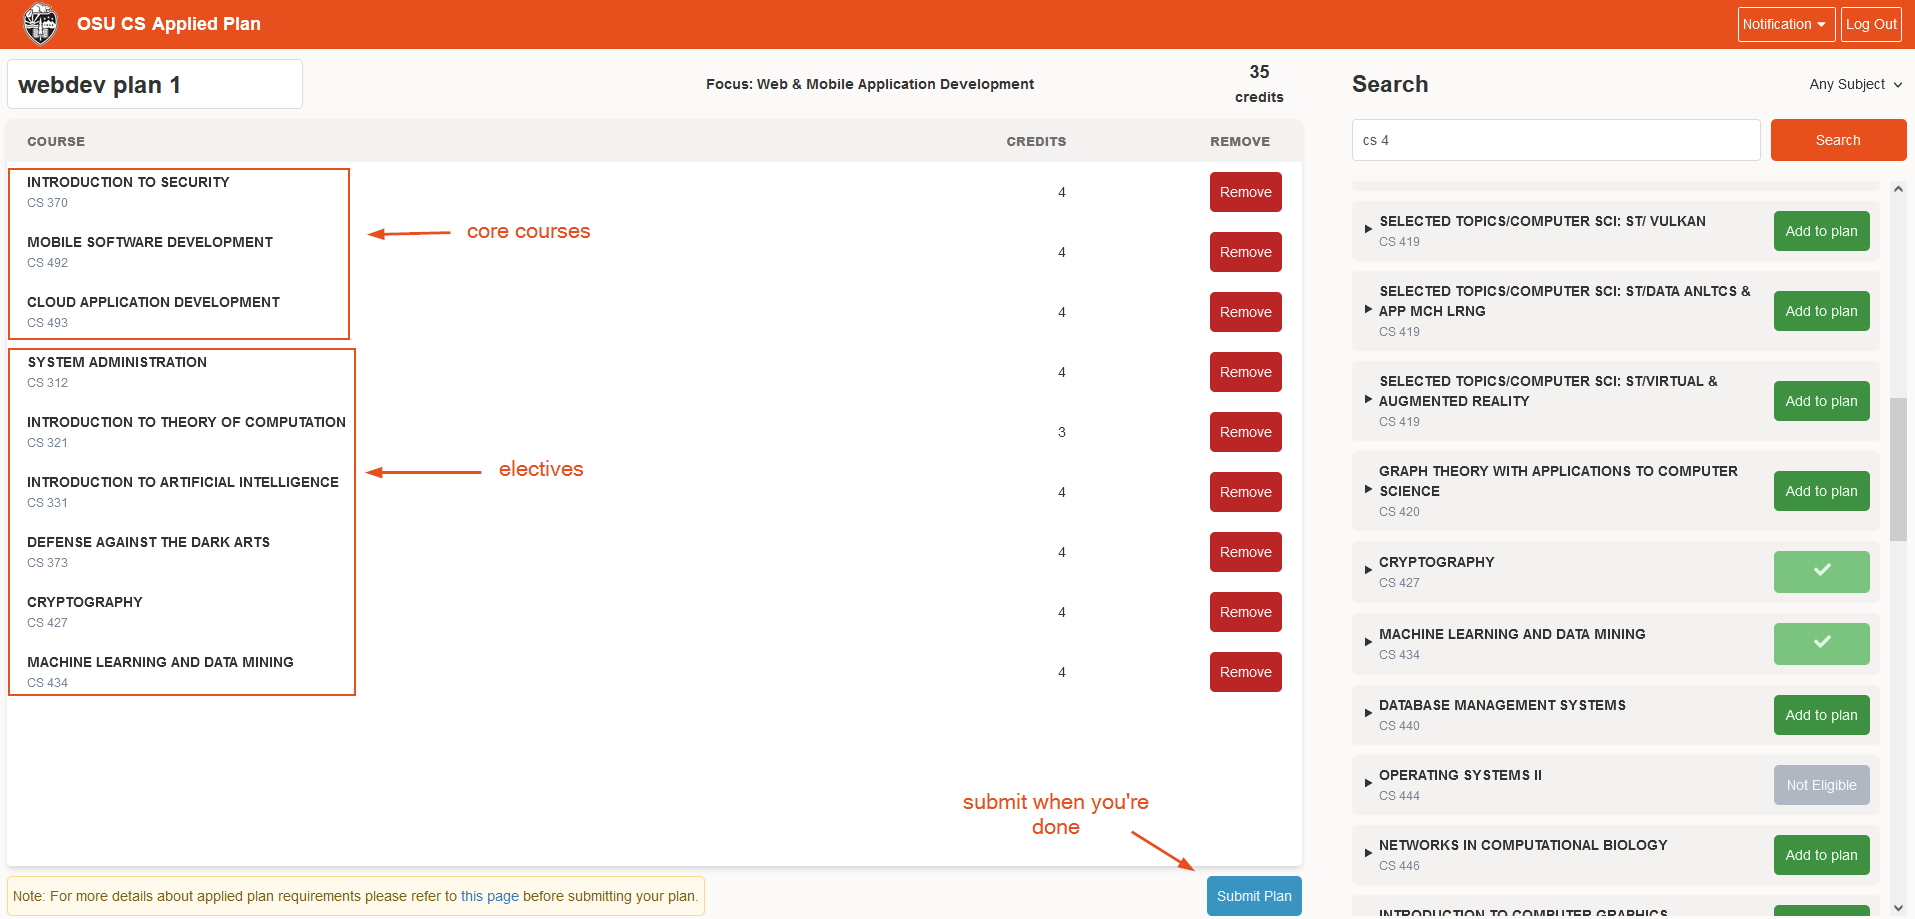 OSU CS Applied Plan
Notification
Log Out
webdev plan 1
Focus: Web & Mobile Application Development
35
credits
COURSE
CREDITS
REMOVE
INTRODUCTION TO SECURITY
CS 370
4
Remove
MOBILE SOFTWARE DEVELOPMENT
CS 492
4
Remove
CLOUD APPLICATION DEVELOPMENT
CS 493
4
Remove
core courses
SYSTEM ADMINISTRATION
CS 312
4
Remove
INTRODUCTION TO THEORY OF COMPUTATION
CS 321
3
Remove
INTRODUCTION TO ARTIFICIAL INTELLIGENCE
CS 331
4
Remove
electives
DEFENSE AGAINST THE DARK ARTS
CS 373
4
Remove
CRYPTOGRAPHY
CS 427
4
Remove
MACHINE LEARNING AND DATA MINING
CS 434
4
Remove
submit when you're
done
Note: For more details about applied plan requirements please refer to this page before submitting your plan.
Submit Plan
Search
Any Subject
cs 4
Search
SELECTED TOPICS/COMPUTER SCI: ST/ VULKAN
CS 419
Add to plan
SELECTED TOPICS/COMPUTER SCI: ST/DATA ANLTCS &
APP MCH LRNG
CS 419
Add to plan
SELECTED TOPICS/COMPUTER SCI: ST/VIRTUAL &
AUGMENTED REALITY
CS 419
Add to plan
GRAPH THEORY WITH APPLICATIONS TO COMPUTER
SCIENCE
CS 420
Add to plan
CRYPTOGRAPHY
CS 427
MACHINE LEARNING AND DATA MINING
CS 434
DATABASE MANAGEMENT SYSTEMS
CS 440
Add to plan
OPERATING SYSTEMS II
CS 444
Not Eligible
NETWORKS IN COMPUTATIONAL BIOLOGY
CS 446
Add to plan
INTRODUCTION TO COMPUTER GRAPHICS